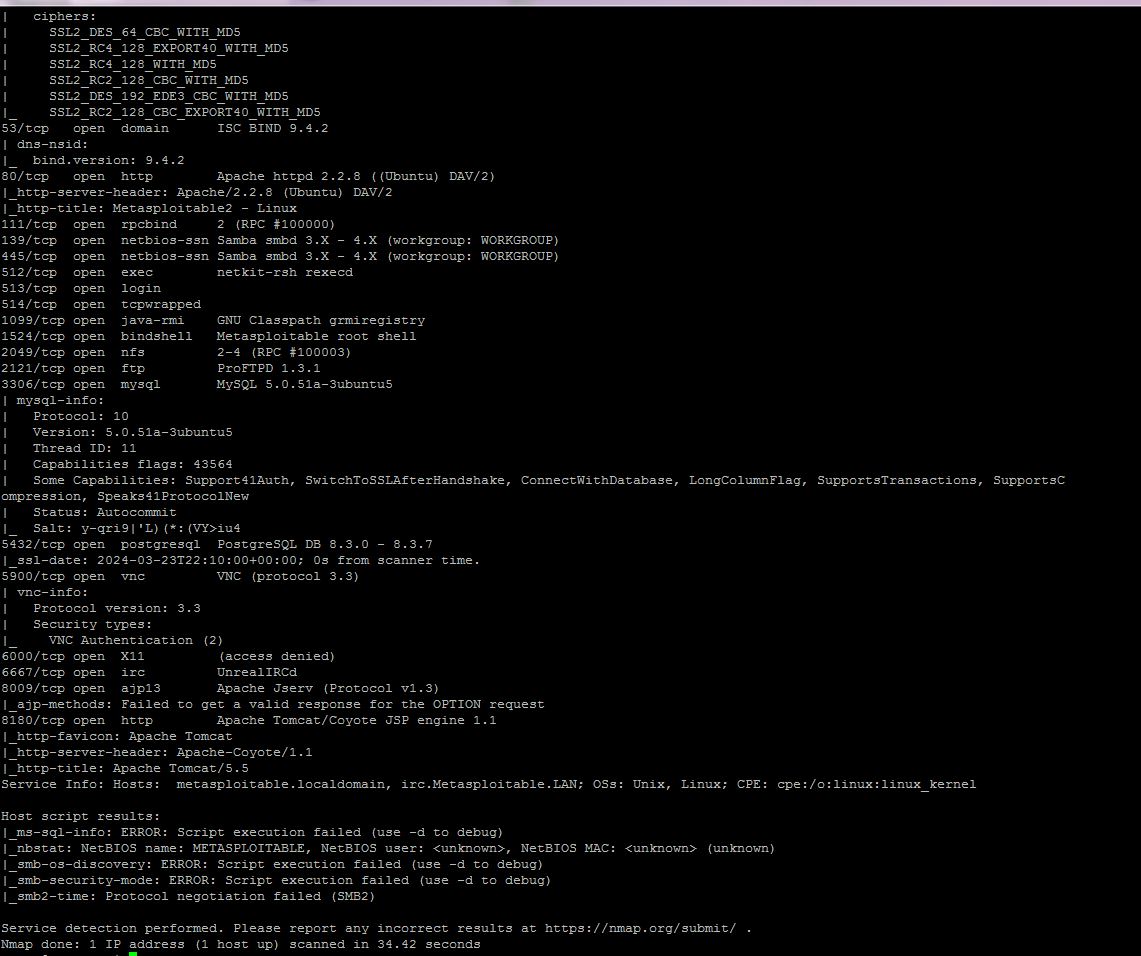 |   ciphers:
|     SSL2_DES_64_CBC_WITH_MD5
|     SSL2_RC4_128_EXPORT40_WITH_MD5
|     SSL2_RC4_128_WITH_MD5
|     SSL2_RC2_128_CBC_WITH_MD5
|     SSL2_DES_192_EDE3_CBC_WITH_MD5
|_    SSL2_RC2_128_CBC_EXPORT40_WITH_MD5
53/tcp   open  domain      ISC BIND 9.4.2
| dns-nsid:
|_  bind.version: 9.4.2
80/tcp   open  http        Apache httpd 2.2.8 ((Ubuntu) DAV/2)
|_http-server-header: Apache/2.2.8 (Ubuntu) DAV/2
|_http-title: Metasploitable2 - Linux
111/tcp  open  rpcbind     2 (RPC #100000)
139/tcp  open  netbios-ssn Samba smbd 3.X - 4.X (workgroup: WORKGROUP)
445/tcp  open  netbios-ssn Samba smbd 3.X - 4.X (workgroup: WORKGROUP)
512/tcp  open  exec        netkit-rsh rexecd
513/tcp  open  login
514/tcp  open  tcpwrapped
1099/tcp open  java-rmi    GNU Classpath grmiregistry
1524/tcp open  bindshell   Metasploitable root shell
2049/tcp open  nfs         2-4 (RPC #100003)
2121/tcp open  ftp         ProFTPD 1.3.1
3306/tcp open  mysql       MySQL 5.0.51a-3ubuntu5
| mysql-info:
|   Protocol: 10
|   Version: 5.0.51a-3ubuntu5
|   Thread ID: 11
|   Capabilities flags: 43564
|   Some Capabilities: Support41Auth, SwitchToSSLAfterHandshake, ConnectWithDatabase, LongColumnFlag, SupportsTransactions, SupportsC
ompression, Speaks41ProtocolNew
|   Status: Autocommit
|_  Salt: y-qri9|'L)(*:(VY>iu4
5432/tcp open  postgresql  PostgreSQL DB 8.3.0 - 8.3.7
|_ssl-date: 2024-03-23T22:10:00+00:00; 0s from scanner time.
5900/tcp open  vnc         VNC (protocol 3.3)
| vnc-info:
|   Protocol version: 3.3
|   Security types:
|_    VNC Authentication (2)
6000/tcp open  X11         (access denied)
6667/tcp open  irc         UnrealIRCd
8009/tcp open  ajp13       Apache Jserv (Protocol v1.3)
|_ajp-methods: Failed to get a valid response for the OPTION request
8180/tcp open  http        Apache Tomcat/Coyote JSP engine 1.1
|_http-favicon: Apache Tomcat
|_http-server-header: Apache-Coyote/1.1
|_http-title: Apache Tomcat/5.5
Service Info: Hosts:  metasploitable.localdomain, irc.Metasploitable.LAN; OSs: Unix, Linux; CPE: cpe:/o:linux:linux_kernel

Host script results:
|_ms-sql-info: ERROR: Script execution failed (use -d to debug)
|_nbstat: NetBIOS name: METASPLOITABLE, NetBIOS user: <unknown>, NetBIOS MAC: <unknown> (unknown)
|_smb-os-discovery: ERROR: Script execution failed (use -d to debug)
|_smb-security-mode: ERROR: Script execution failed (use -d to debug)
|_smb2-time: Protocol negotiation failed (SMB2)

Service detection performed. Please report any incorrect results at https://nmap.org/submit/ .
Nmap done: 1 IP address (1 host up) scanned in 34.42 seconds